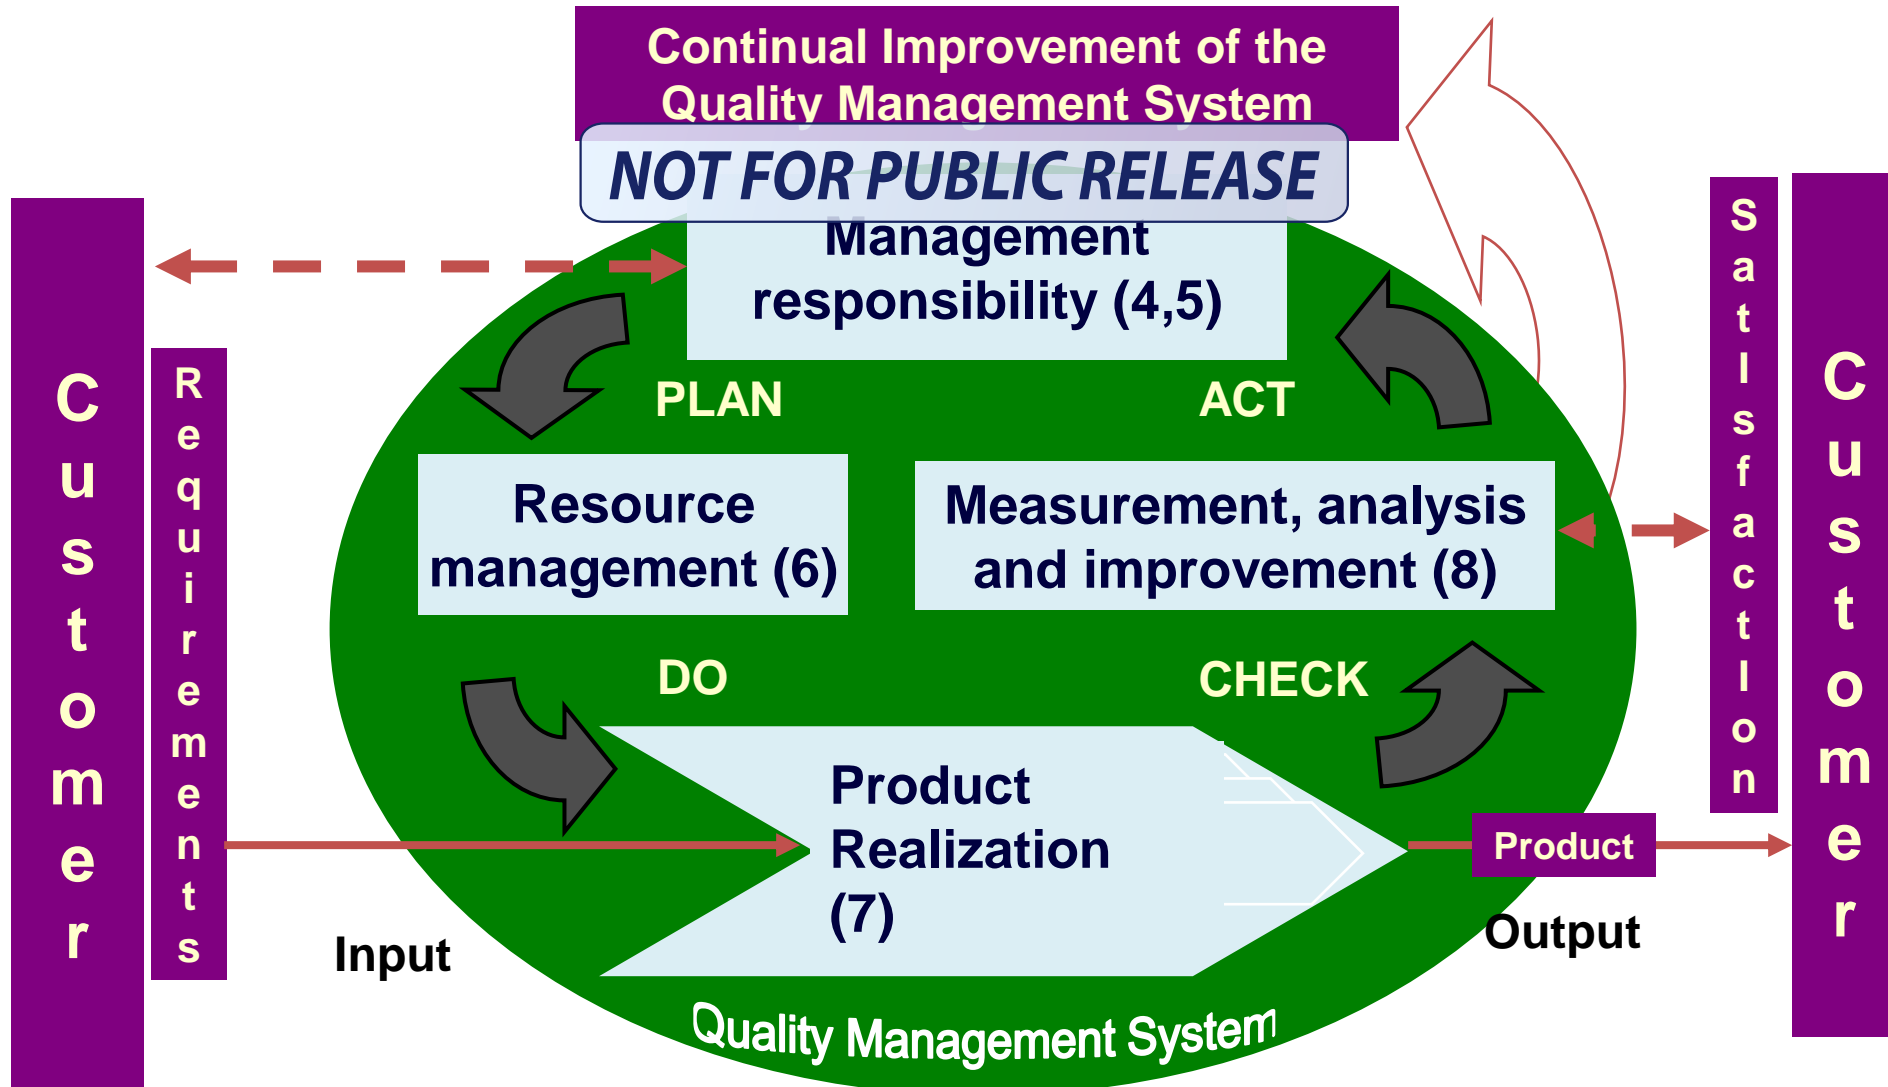 Continual Improvement of the
Quality Management System
NOT FOR PUBLIC RELEASE
Management
responsibility (4,5)
Customer
Requirements
PLAN
ACT
Resource
management (6)
Measurement, analysis
and improvement (8)
DO
CHECK
Product
Realization
(7)
Input
Product
Output
SatIsfactIon
Customer
Quality Management System